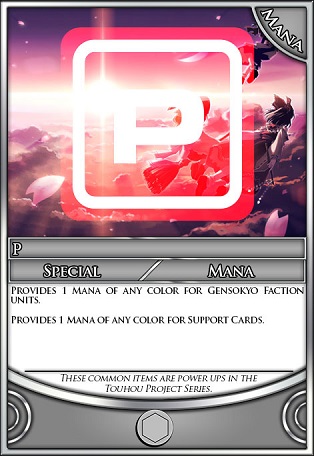 MANA
P
P
SPECIAL / MANA
PROVIDES 1 MANA OF ANY COLOR FOR GENSOKYO FACTION
UNITS.
PROVIDES 1 MANA OF ANY COLOR FOR SUPPORT CARDS.
THESE COMMON ITEMS ARE POWER UPS IN THE
TOUHOU PROJECT SERIES.